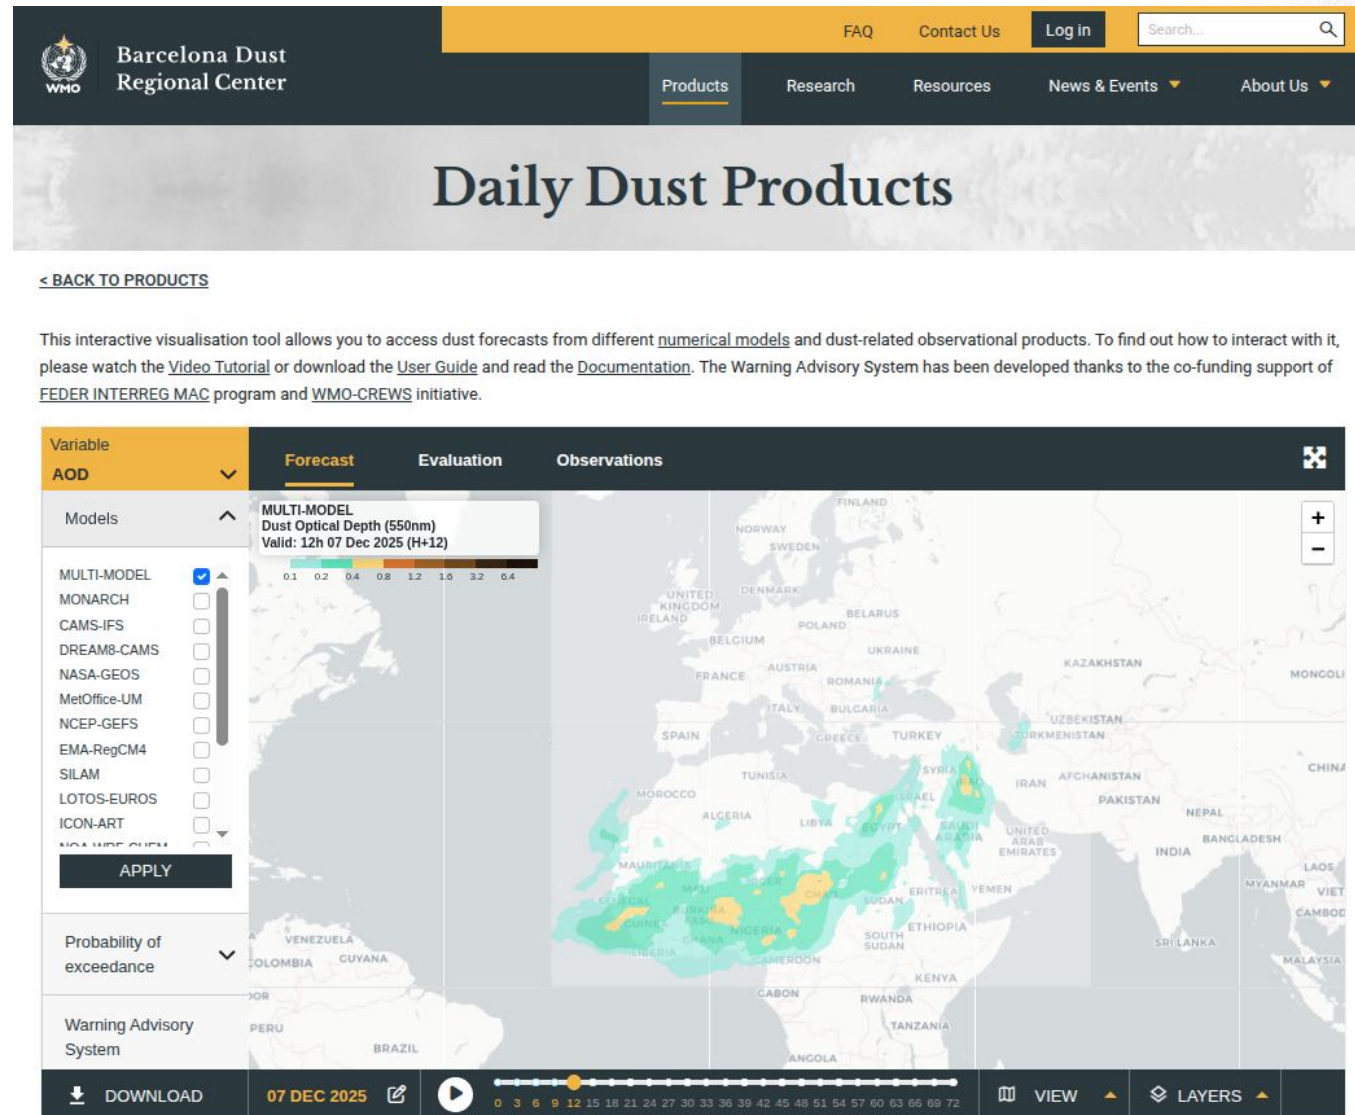 FAQ
Contact Us
Log in
Search...
WMO
Barcelona Dust
Regional Center
Products
Research
Resources
News & Events
About Us
Daily Dust Products
< BACK TO PRODUCTS
This interactive visualisation tool allows you to access dust forecasts from different numerical models and dust-related observational products. To find out how to interact with it,
please watch the Video Tutorial or download the User Guide and read the Documentation. The Warning Advisory System has been developed thanks to the co-funding support of
FEDER INTERREG MAC program and WMO-CREWS initiative.
Variable
AOD
Forecast
Evaluation
Observations
Models
MULTI-MODEL
MONARCH
CAMS-IFS
DREAM8-CAMS
NASA-GEOS
MetOffice-UM
NCEP-GEFS
EMA-RegCM4
SILAM
LOTOS-EUROS
ICON-ART
APPLY
Probability of
exceedance
Warning Advisory
System
MULTI-MODEL
Dust Optical Depth (550nm)
Valid: 12h 07 Dec 2025 (H+12)
0.1 0.2 0.4 0.8 1.2 1.6 3.2 6.4
+
−
FINLAND
NORWAY
SWEDEN
UNITED
KINGDOM
DENMARK
IRELAND
BELARUS
POLAND
BELGIUM
UKRAINE
AUSTRIA
FRANCE
ROMANIA
KAZAKHSTAN
MONGOLI
ITALY
BULGARIA
UZBEKISTAN
SPAIN
GREECE
TURKEY
TURKMENISTAN
TUNISIA
SYRIA
IRAN
AFGHANISTAN
CHINA
MOROCCO
PAKISTAN
ALGERIA
LIBYA
EGYPT
SAUDI
ARABIA
UNITED
ARAB
EMIRATES
NEPAL
BANGLADESH
INDIA
MAURITANIA
LAOS
MALI
NIGER
CHAD
SUDAN
ERITREA
YEMEN
MYANMAR
VIET
SENEGAL
BURKINA
FASO
GUINEA
NIGERIA
SOUTH
SUDAN
ETHIOPIA
CAMBOD
VENEZUELA
LIBERIA
GHANA
CAMEROON
SRI LANKA
COLOMBIA
GUYANA
MALAYSIA
KENYA
GABON
RWANDA
PERU
TANZANIA
BRAZIL
ANGOLA
DOWNLOAD
07 DEC 2025
0 3 6 9 12 15 18 21 24 27 30 33 36 39 42 45 48 51 54 57 60 63 66 69 72
VIEW
LAYERS